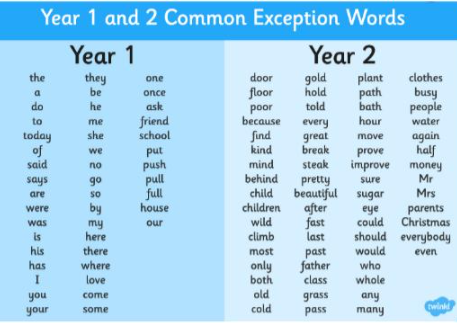 Year 1 and 2 Common Exception Words
Year 1
the they one
a be once
do he ask
to me friend
today she school
of we put
said no push
says go pull
are so full
were by house
was my our
is here
his there
has where
I love
you come
your some
Year 2
door gold plant clothes
floor hold path busy
poor told bath people
because every hour water
find great move again
kind break prove half
mind steak improve money
behind pretty sure Mr
child beautiful sugar Mrs
children after eye parents
wild fast could Christmas
climb last should everybody
most past would even
only father who
both class whole
old grass any
cold pass many
twinkl